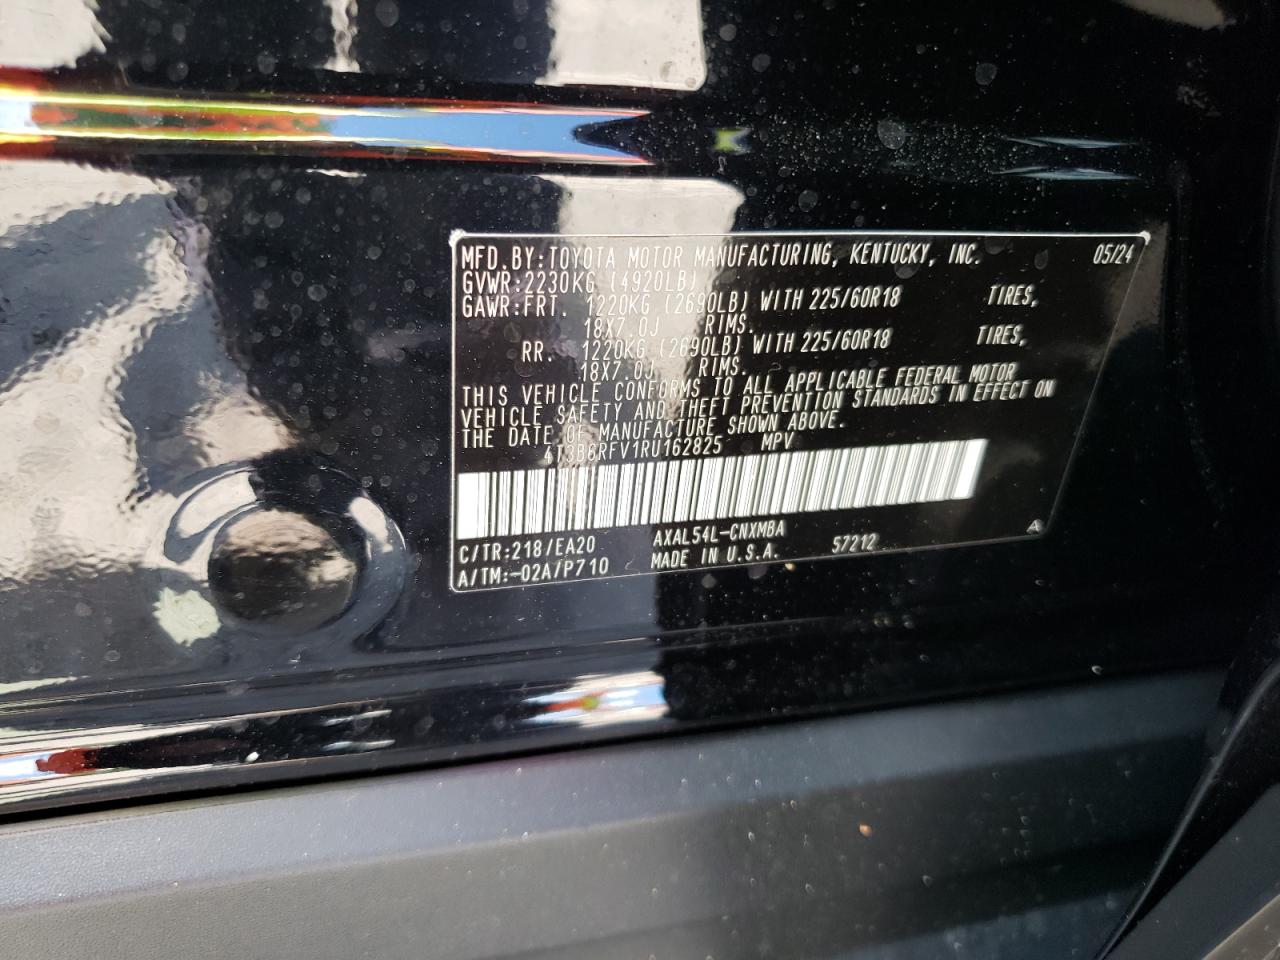 MFD.BY:TOYOTA MOTOR MANUFACTURING, KENTUCKY, INC. 05/24
GVWR:2230KG (4920LB)
GAWR:FRT. 1220KG (2690LB) WITH 225/60R18 TIRES,
18X7.0J RIMS.
RR. 1220KG (2690LB) WITH 225/60R18 TIRES,
18X7.0J RIMS.
THIS VEHICLE CONFORMS TO ALL APPLICABLE FEDERAL MOTOR
VEHICLE SAFETY AND THEFT PREVENTION STANDARDS IN EFFECT ON
THE DATE OF MANUFACTURE SHOWN ABOVE.
4T3B8RFV1RU162825 MPV
C/TR:218/EA20 AXAL54L-CNXMBA A
A/TM:-02A/P710 MADE IN U.S.A. 57212